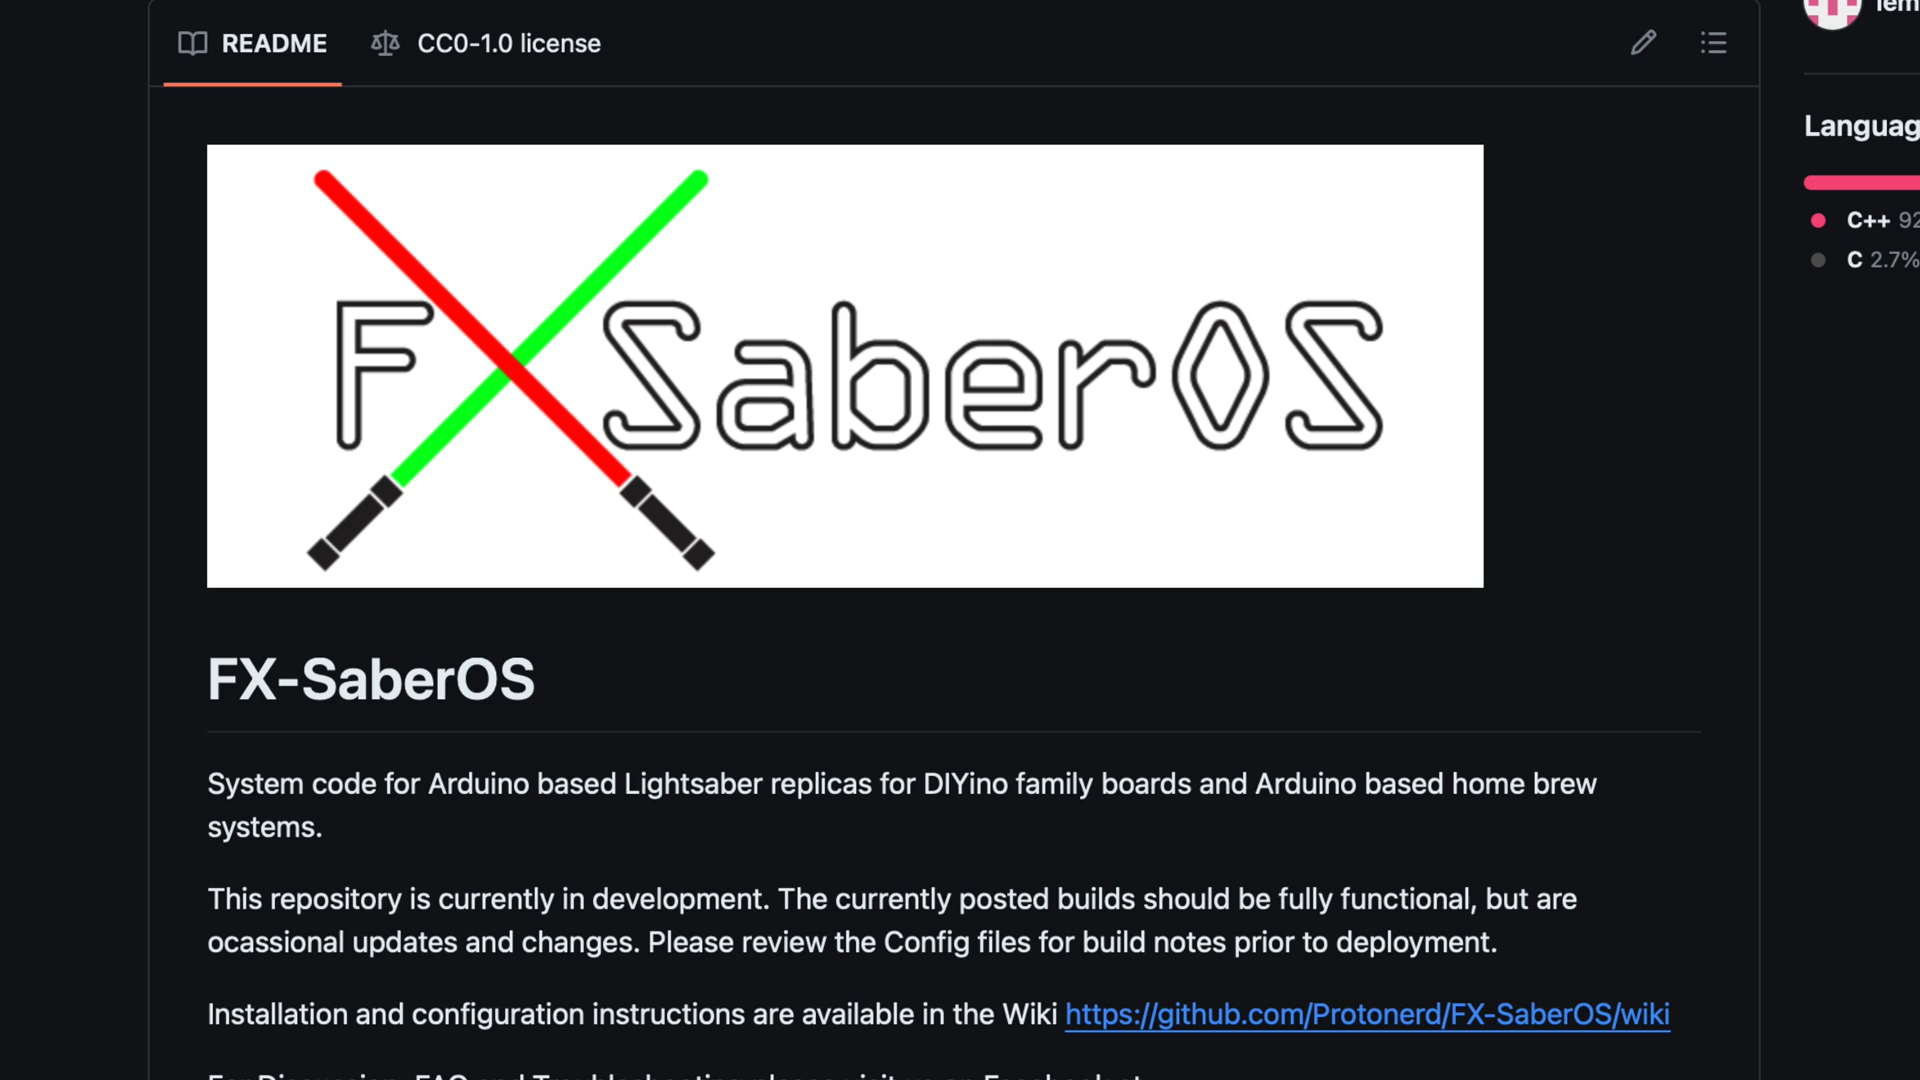 README
CC0-1.0 license
Languag
C++ 92
C 2.7%
FXSaberOS
FX-SaberOS
System code for Arduino based Lightsaber replicas for DIYino family boards and Arduino based home brew
systems.
This repository is currently in development. The currently posted builds should be fully functional, but are
ocassional updates and changes. Please review the Config files for build notes prior to deployment.
Installation and configuration instructions are available in the Wiki https://github.com/Protonerd/FX-SaberOS/wiki